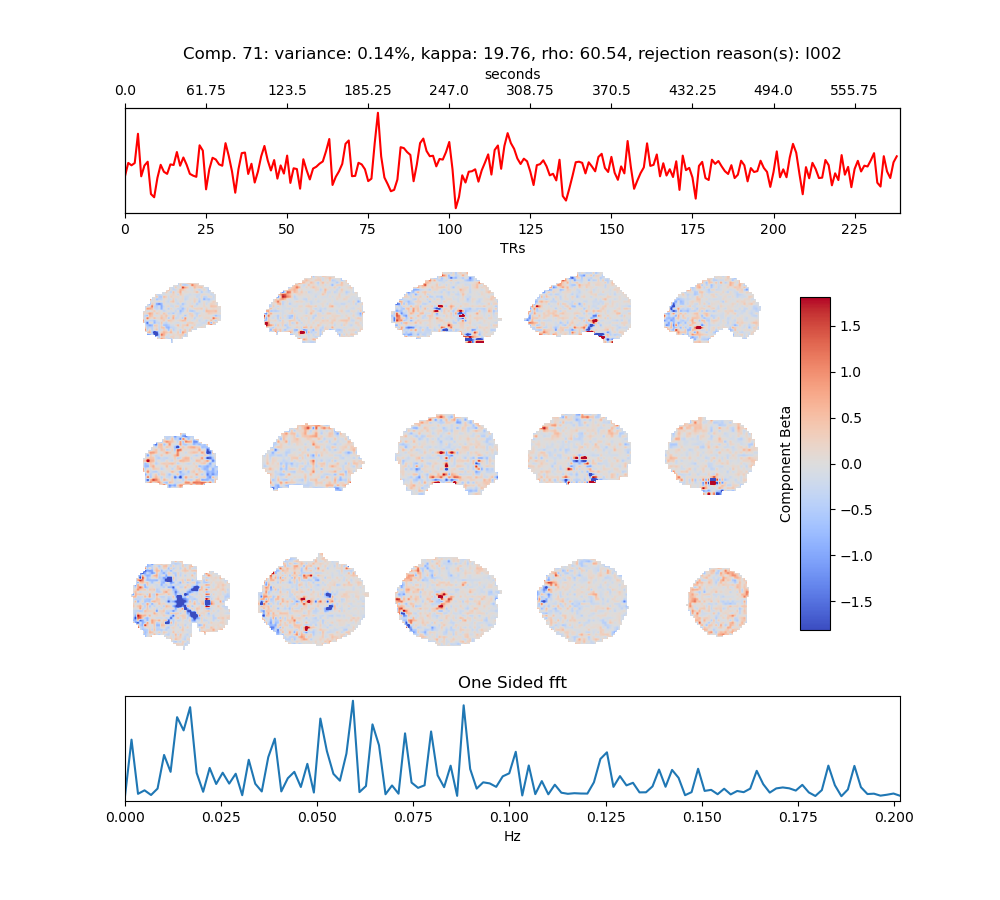 Comp. 71: variance: 0.14%, kappa: 19.76, rho: 60.54, rejection reason(s): I002
seconds
0.0 61.75 123.5 185.25 247.0 308.75 370.5 432.25 494.0 555.75
0 25 50 75 100 125 150 175 200 225
TRs
1.5
1.0
0.5
0.0
−0.5
−1.0
−1.5
Component Beta
One Sided fft
0.000 0.025 0.050 0.075 0.100 0.125 0.150 0.175 0.200
Hz